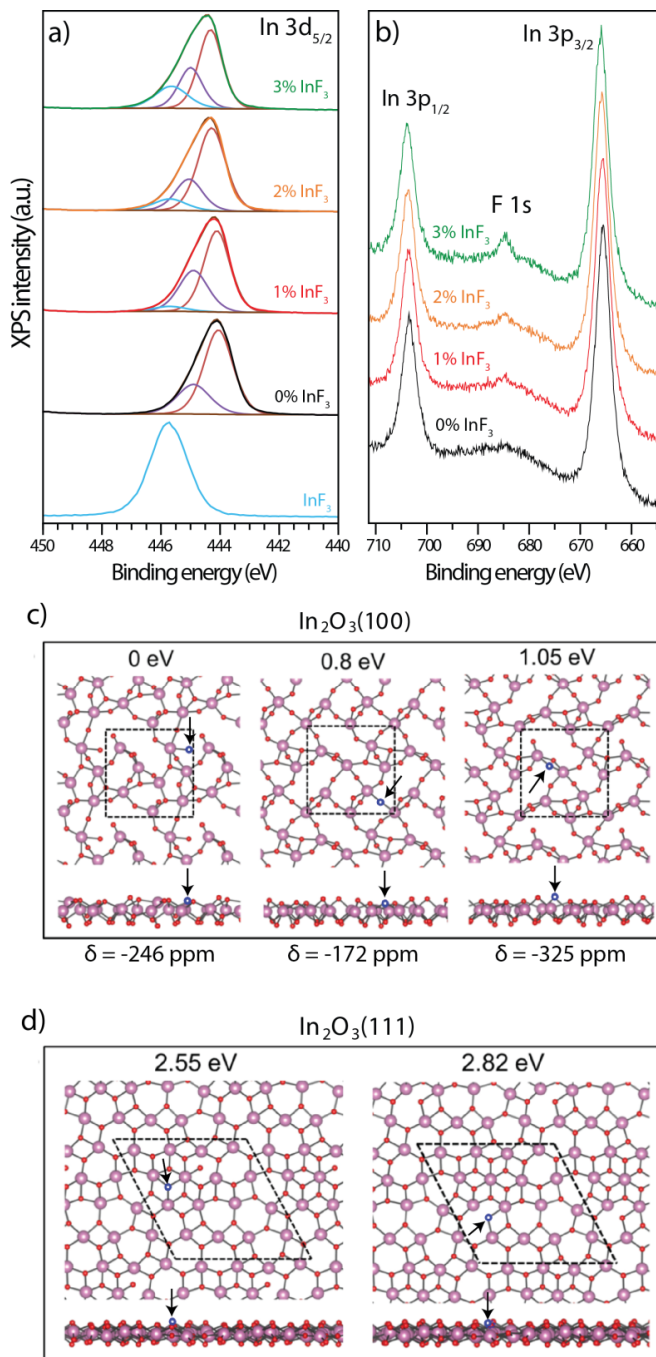 a)
In 3d5/2
3% InF3
2% InF3
1% InF3
0% InF3
InF3
XPS intensity (a.u.)
450 448 446 444 442 440
Binding energy (eV)
b)
In 3p3/2
In 3p1/2
F 1s
3% InF3
2% InF3
1% InF3
0% InF3
710 700 690 680 670 660
Binding energy (eV)
c)
In2O3(100)
0 eV 0.8 eV 1.05 eV
δ = -246 ppm δ = -172 ppm δ = -325 ppm
d)
In2O3(111)
2.55 eV 2.82 eV